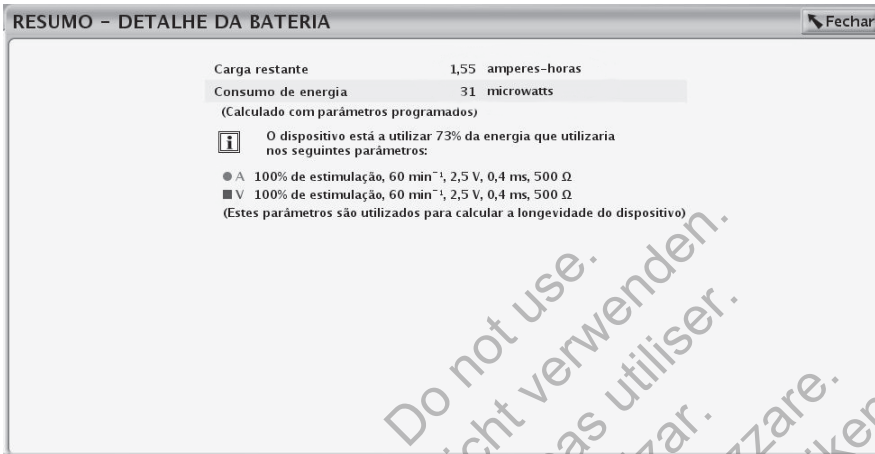 RESUMO – DETALHE DA BATERIA
Fechar
Carga restante 1,55 amperes-horas
Consumo de energia 31 microwatts
(Calculado com parâmetros programados)
i O dispositivo está a utilizar 73% da energia que utilizaria
nos seguintes parâmetros:
A 100% de estimulação, 60 min⁻¹, 2,5 V, 0,4 ms, 500 Ω
V 100% de estimulação, 60 min⁻¹, 2,5 V, 0,4 ms, 500 Ω
(Estes parâmetros são utilizados para calcular a longevidade do dispositivo)
Do not use.
verwenden.
utiliser.